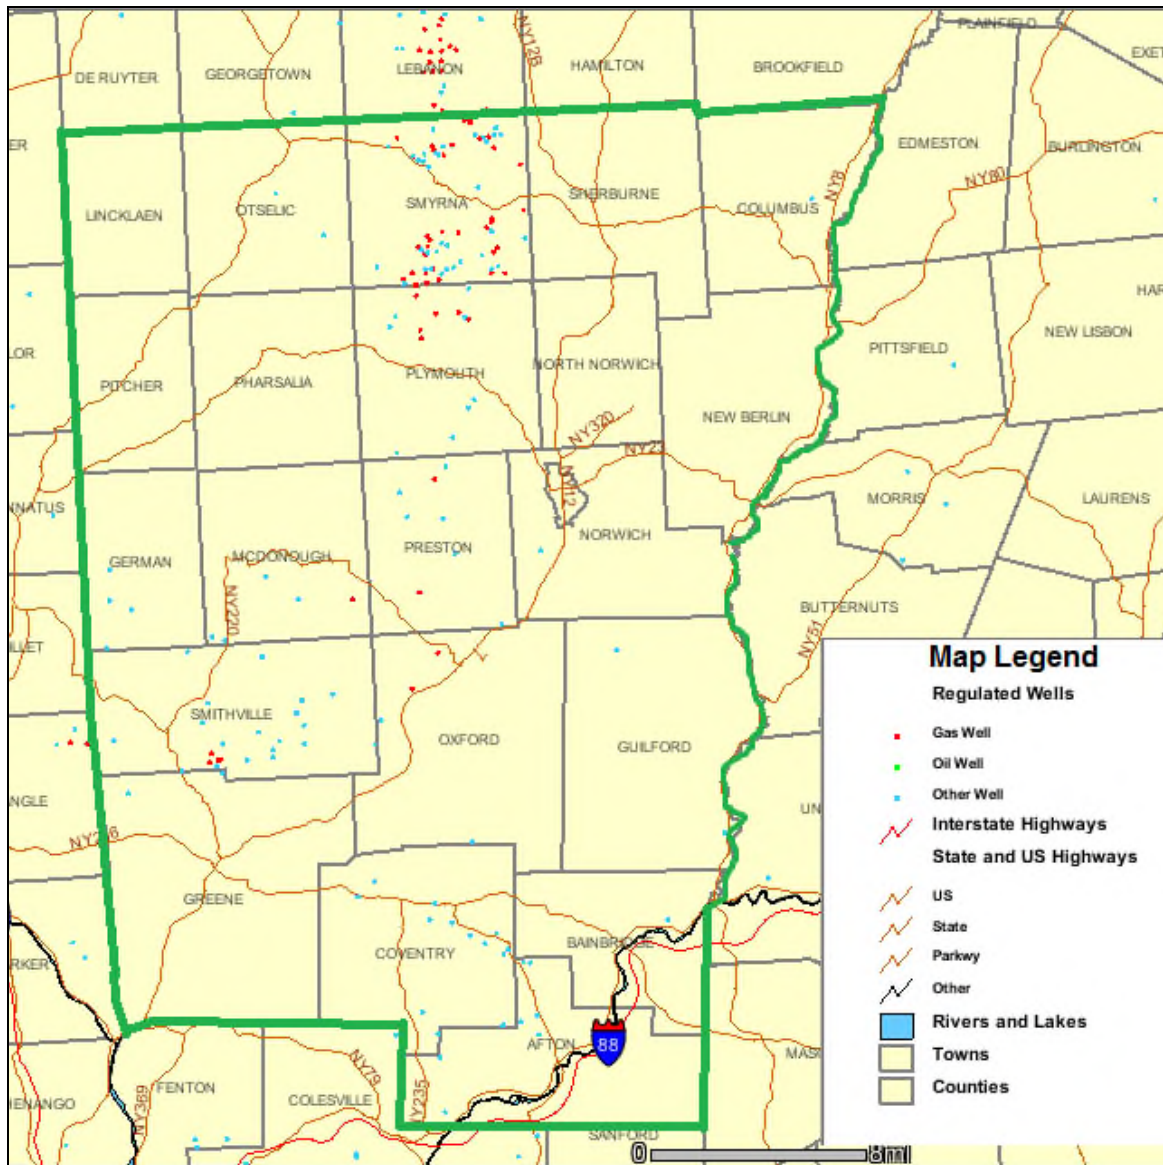 PLAINFIELD
NY12B
DE RUYTER
GEORGETOWN
LEBANON
HAMILTON
BROOKFIELD
EXET
ER
EDMESTON
BURLINGTON
NY80
NY8
LINCKLAEN
OTSELIC
SMYRNA
SHERBURNE
COLUMBUS
HAR
LOR
PITCHER
PHARSALIA
PLYMOUTH
NORTH NORWICH
PITTSFIELD
NEW LISBON
NEW BERLIN
NY320
NY23
NY12
NNATUS
MORRIS
LAURENS
GERMAN
MCDONOUGH
PRESTON
NORWICH
NY220
BUTTERNUTS
NY51
LLET
SMITHVILLE
OXFORD
GUILFORD
NGLE
UN
GREENE
RKER
COVENTRY
BAINBRIDGE
AFTON
88
MAS
HENANGO
FENTON
NY369
COLESVILLE
NY79
NY235
SANFORD
0
8mi
Map Legend
Regulated Wells
Gas Well
Oil Well
Other Well
Interstate Highways
State and US Highways
US
State
Parkwy
Other
Rivers and Lakes
Towns
Counties